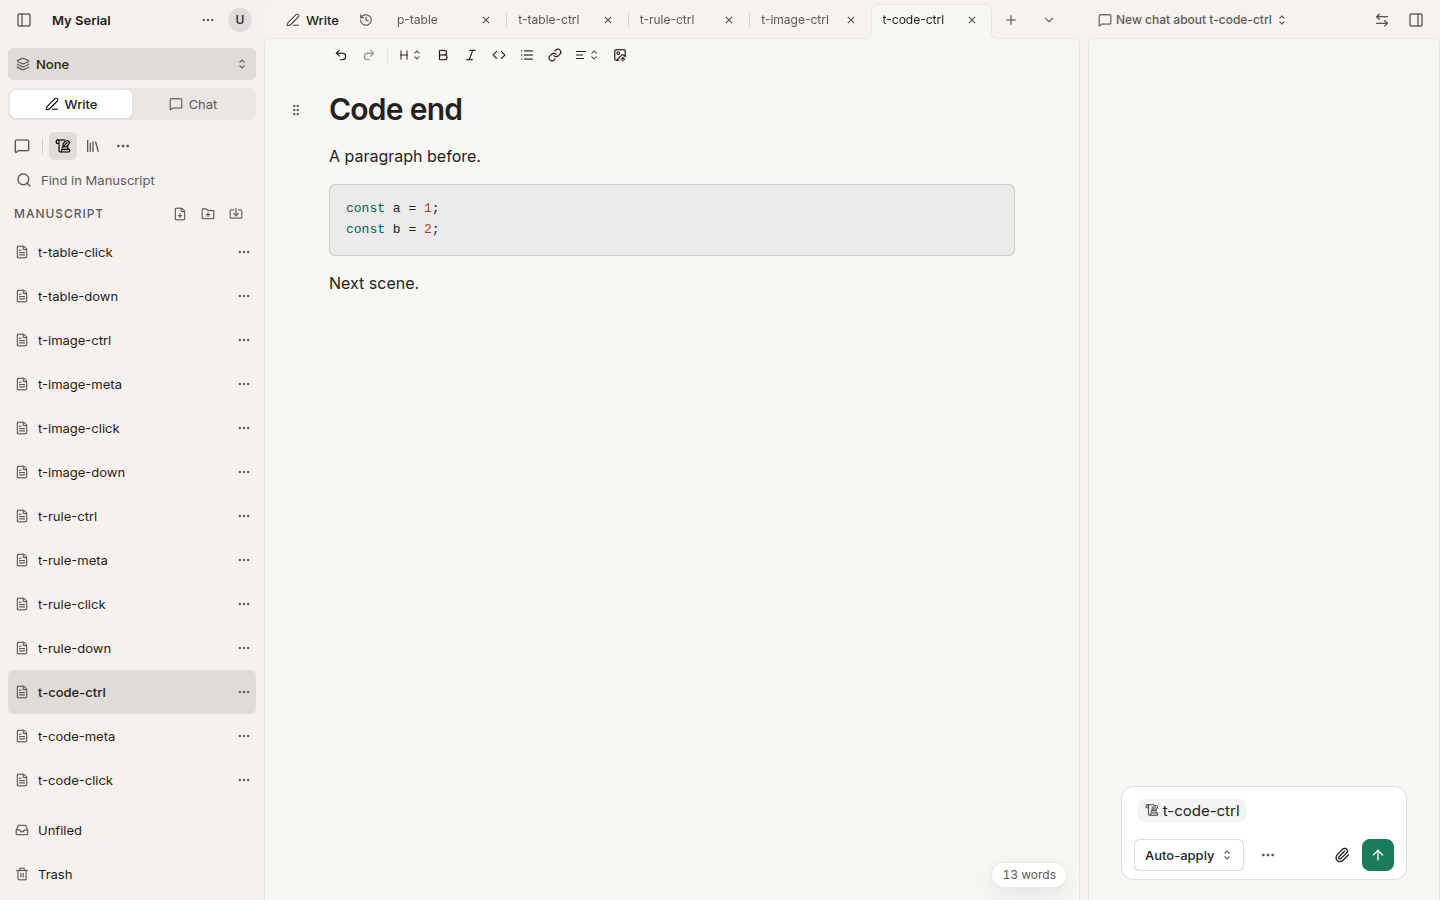 My Serial
U
None
Write
Chat
Find in Manuscript
MANUSCRIPT
t-table-click
t-table-down
t-image-ctrl
t-image-meta
t-image-click
t-image-down
t-rule-ctrl
t-rule-meta
t-rule-click
t-rule-down
t-code-ctrl
t-code-meta
t-code-click
Unfiled
Trash
Write
p-table
t-table-ctrl
t-rule-ctrl
t-image-ctrl
t-code-ctrl
H
B
I
Code end
A paragraph before.
const a = 1;
const b = 2;
Next scene.
13 words
New chat about t-code-ctrl
t-code-ctrl
Auto-apply